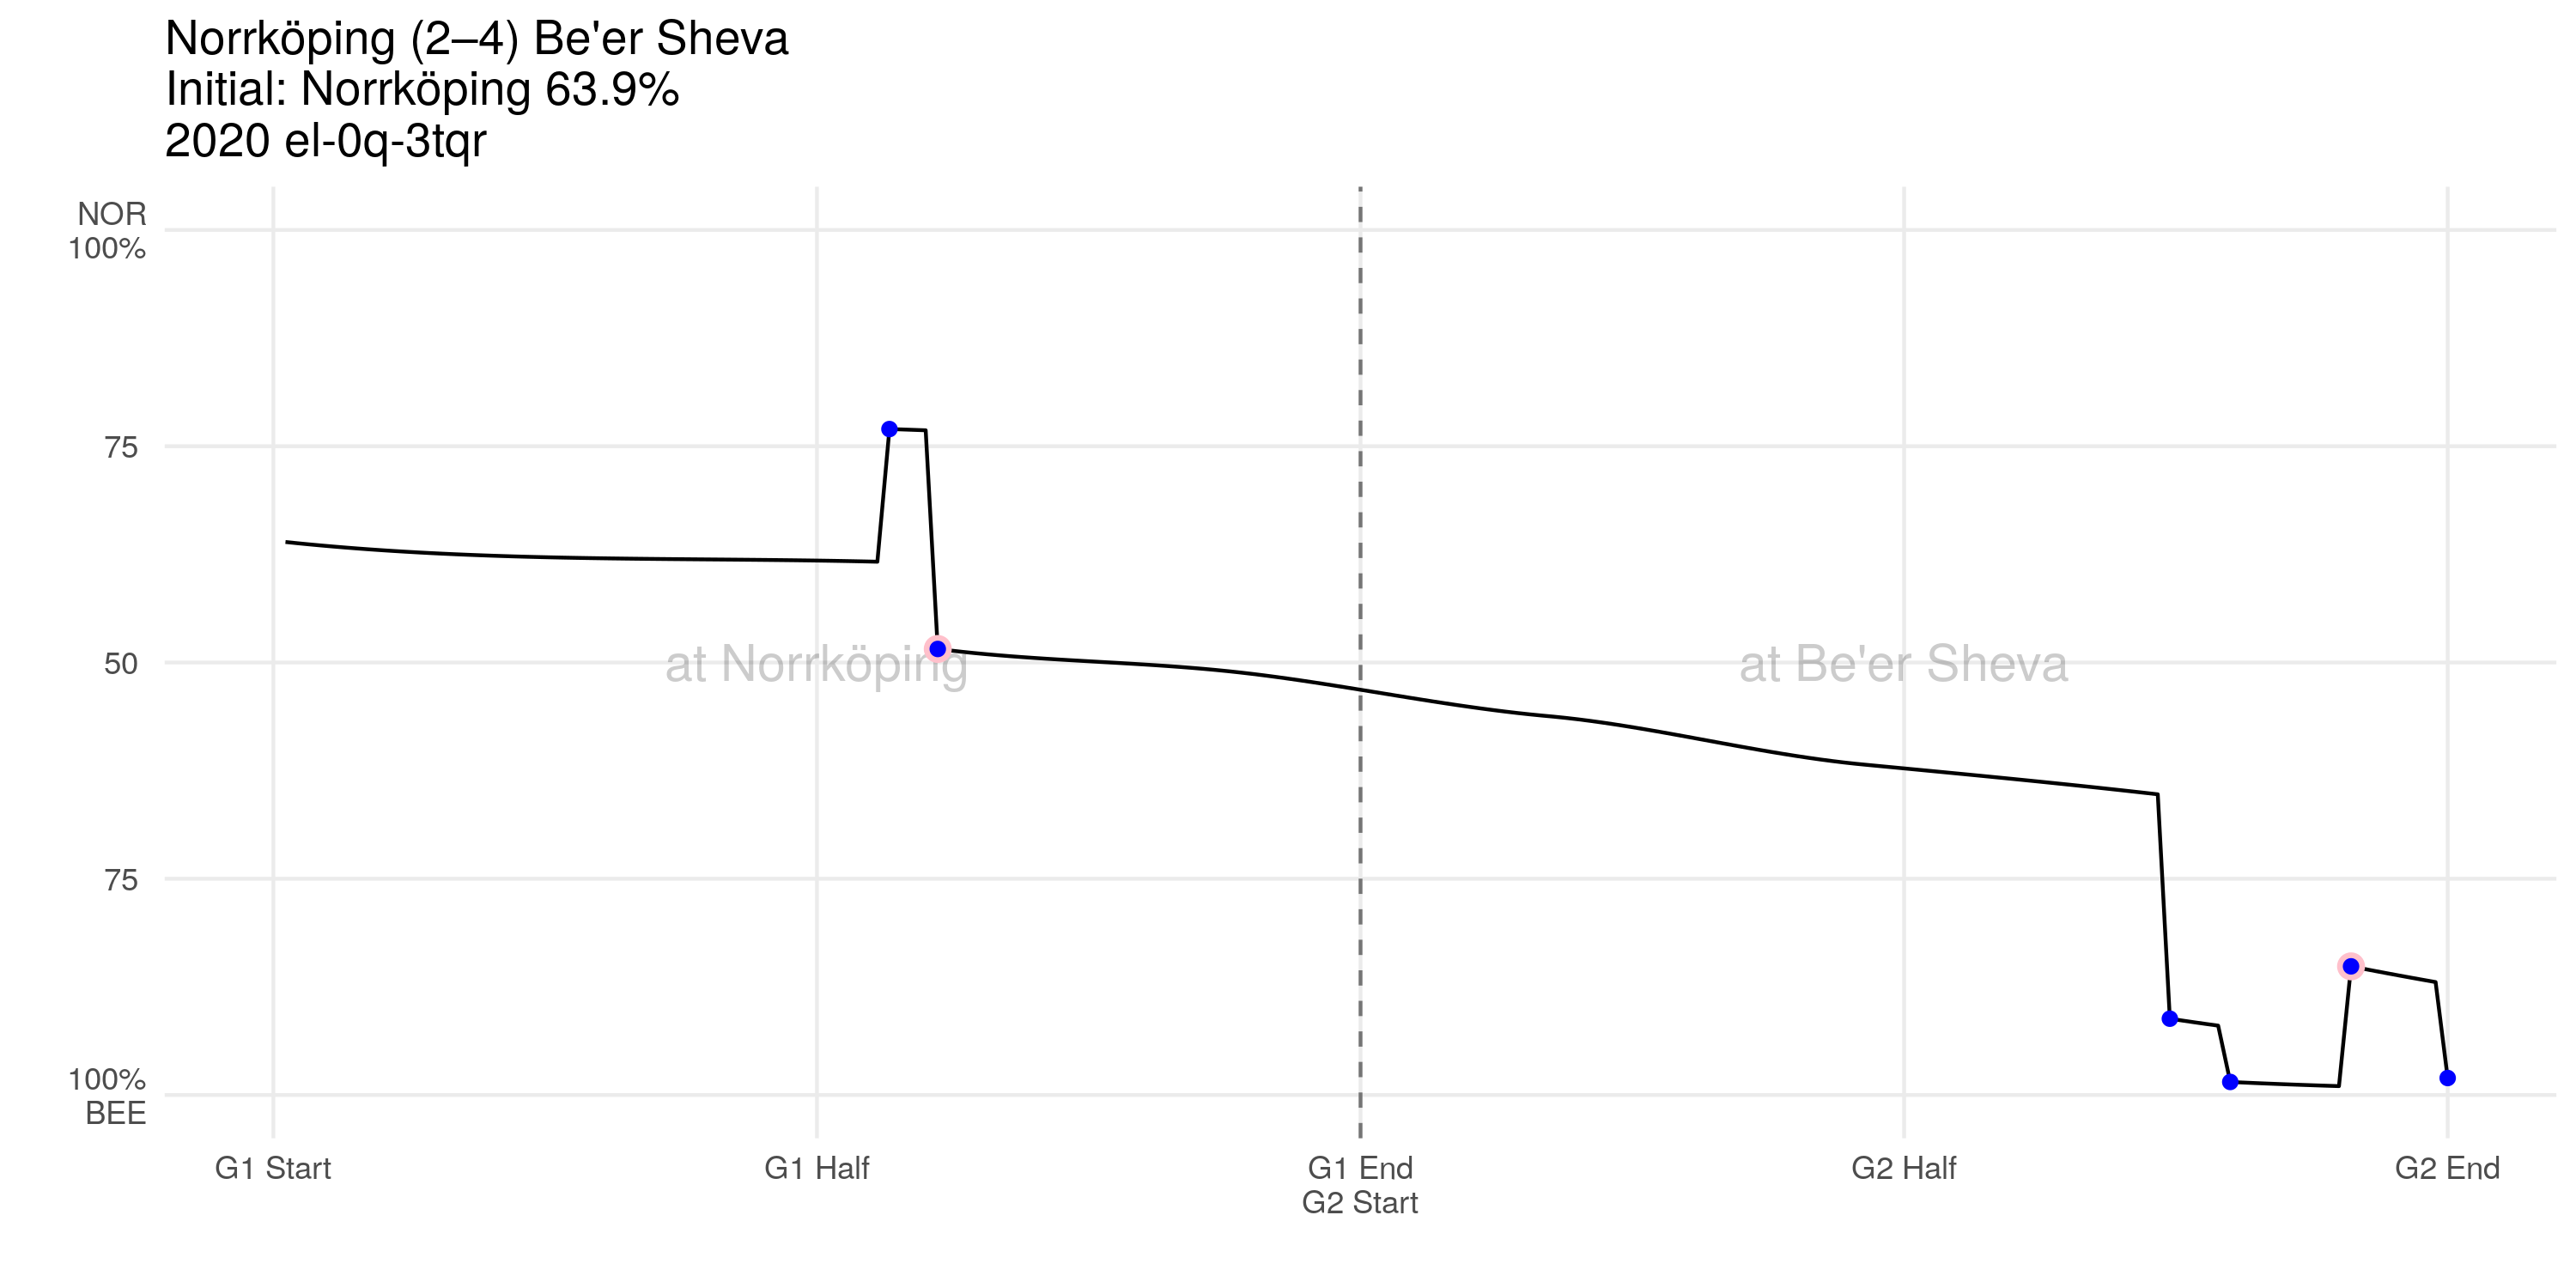 Norrköping (2–4) Be'er Sheva
Initial: Norrköping 63.9%
2020 el-0q-3tqr
NOR
100%
75
50
75
100%
BEE
at Norrköping
at Be'er Sheva
G1 Start
G1 Half
G1 End
G2 Start
G2 Half
G2 End